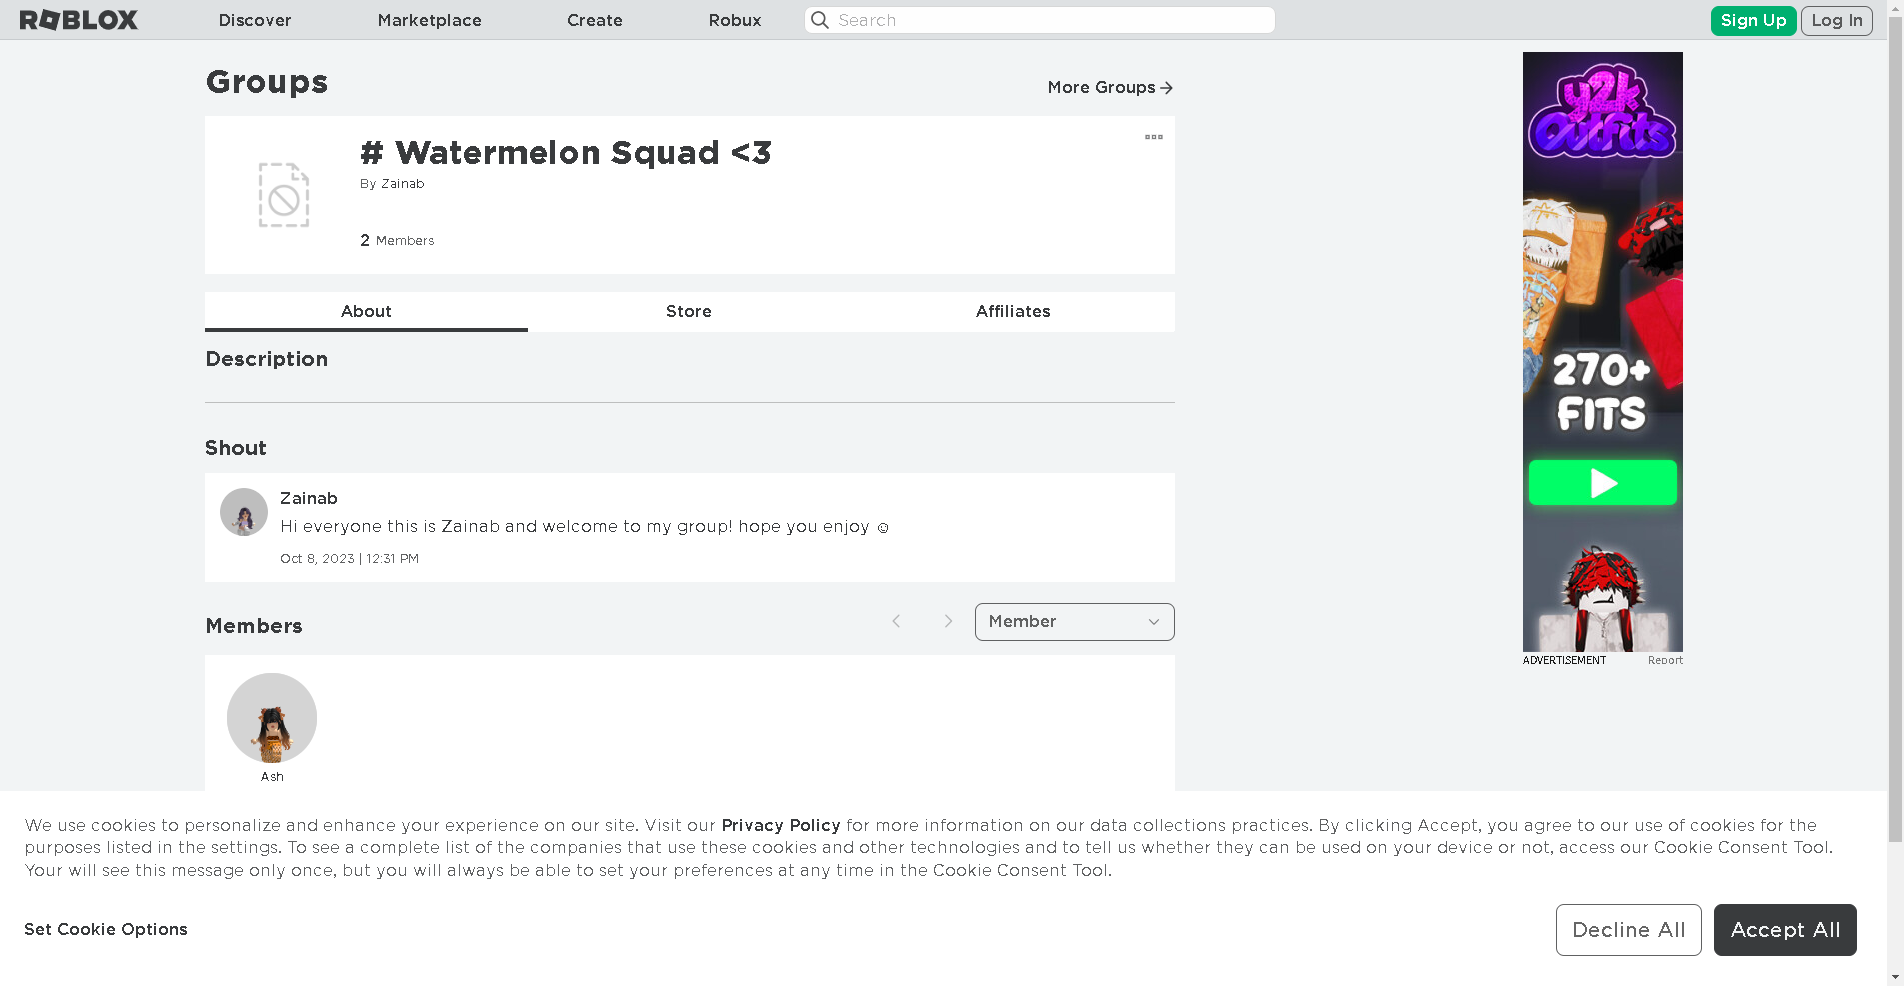 ROBLOX Discover Marketplace Create Robux Search Sign Up Log In
Groups
More Groups
# Watermelon Squad <3
By Zainab
2 Members
About Store Affiliates
Description
Shout
Zainab
Hi everyone this is Zainab and welcome to my group! hope you enjoy ☺
Oct 8, 2023 | 12:31 PM
Members
Member
Ash
y2k
Outfits
270+
FITS
ADVERTISEMENT Report
We use cookies to personalize and enhance your experience on our site. Visit our Privacy Policy for more information on our data collections practices. By clicking Accept, you agree to our use of cookies for the
purposes listed in the settings. To see a complete list of the companies that use these cookies and other technologies and to tell us whether they can be used on your device or not, access our Cookie Consent Tool.
Your will see this message only once, but you will always be able to set your preferences at any time in the Cookie Consent Tool.
Set Cookie Options
Decline All
Accept All